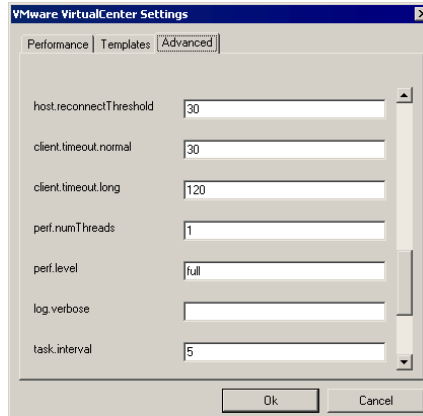 VMware VirtualCenter Settings
Performance Templates Advanced
host.reconnectThreshold 30
client.timeout.normal 30
client.timeout.long 120
perf.numThreads 1
perf.level full
log.verbose
task.interval 5
Ok Cancel